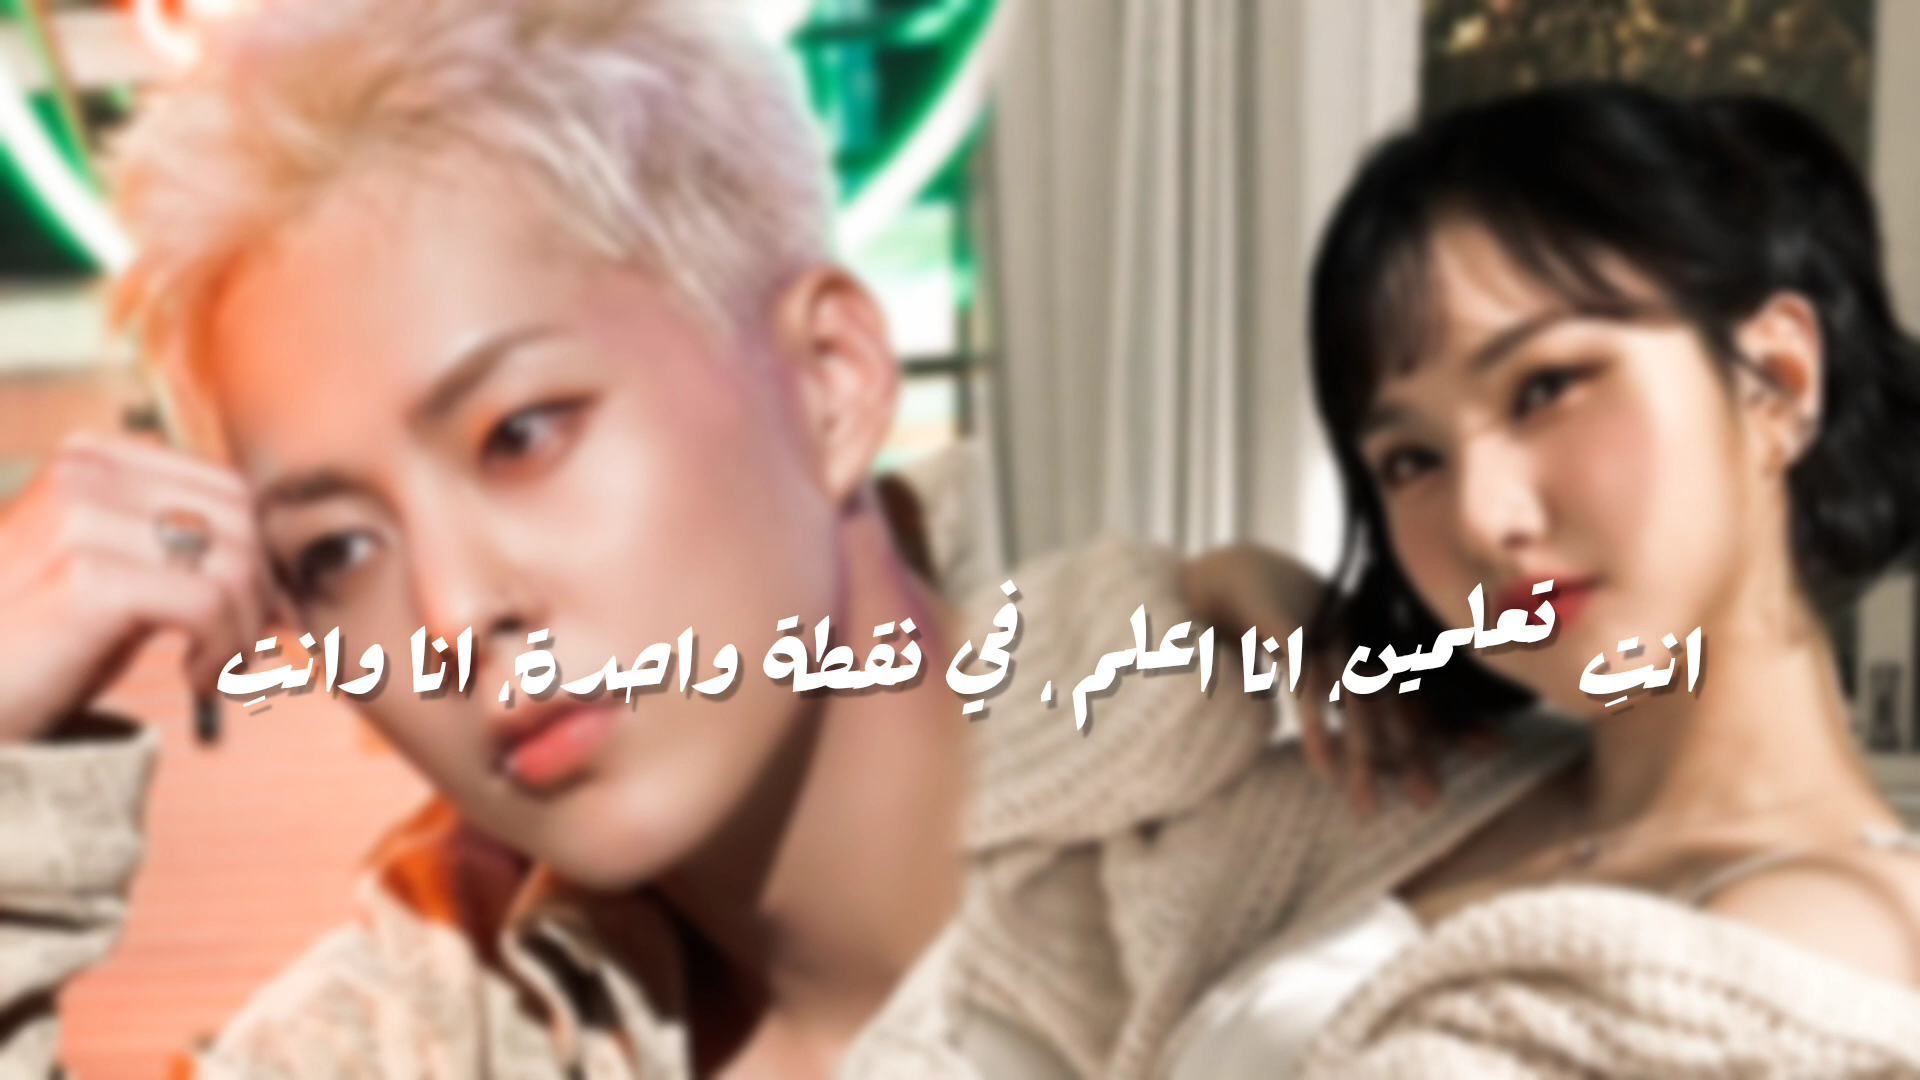 انتِ تعلمين, انا اعلم , في نقطة واحدة, انا وانتِ